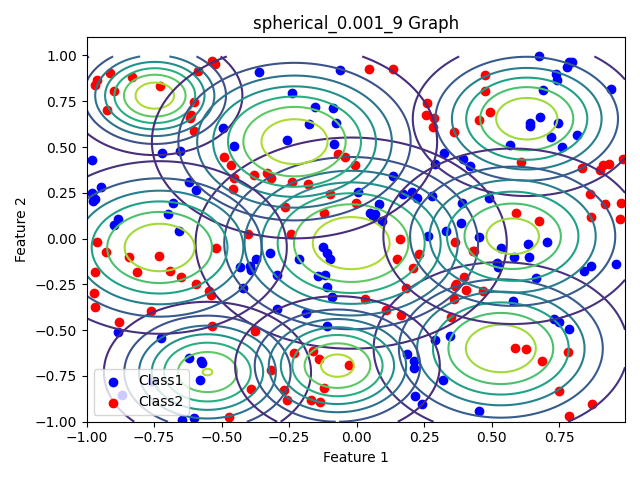 spherical_0.001_9 Graph
1.00
0.75
0.50
0.25
0.00
−0.25
−0.50
−0.75
−1.00
Feature 2
Class1
Class2
−1.00 −0.75 −0.50 −0.25 0.00 0.25 0.50 0.75
Feature 1